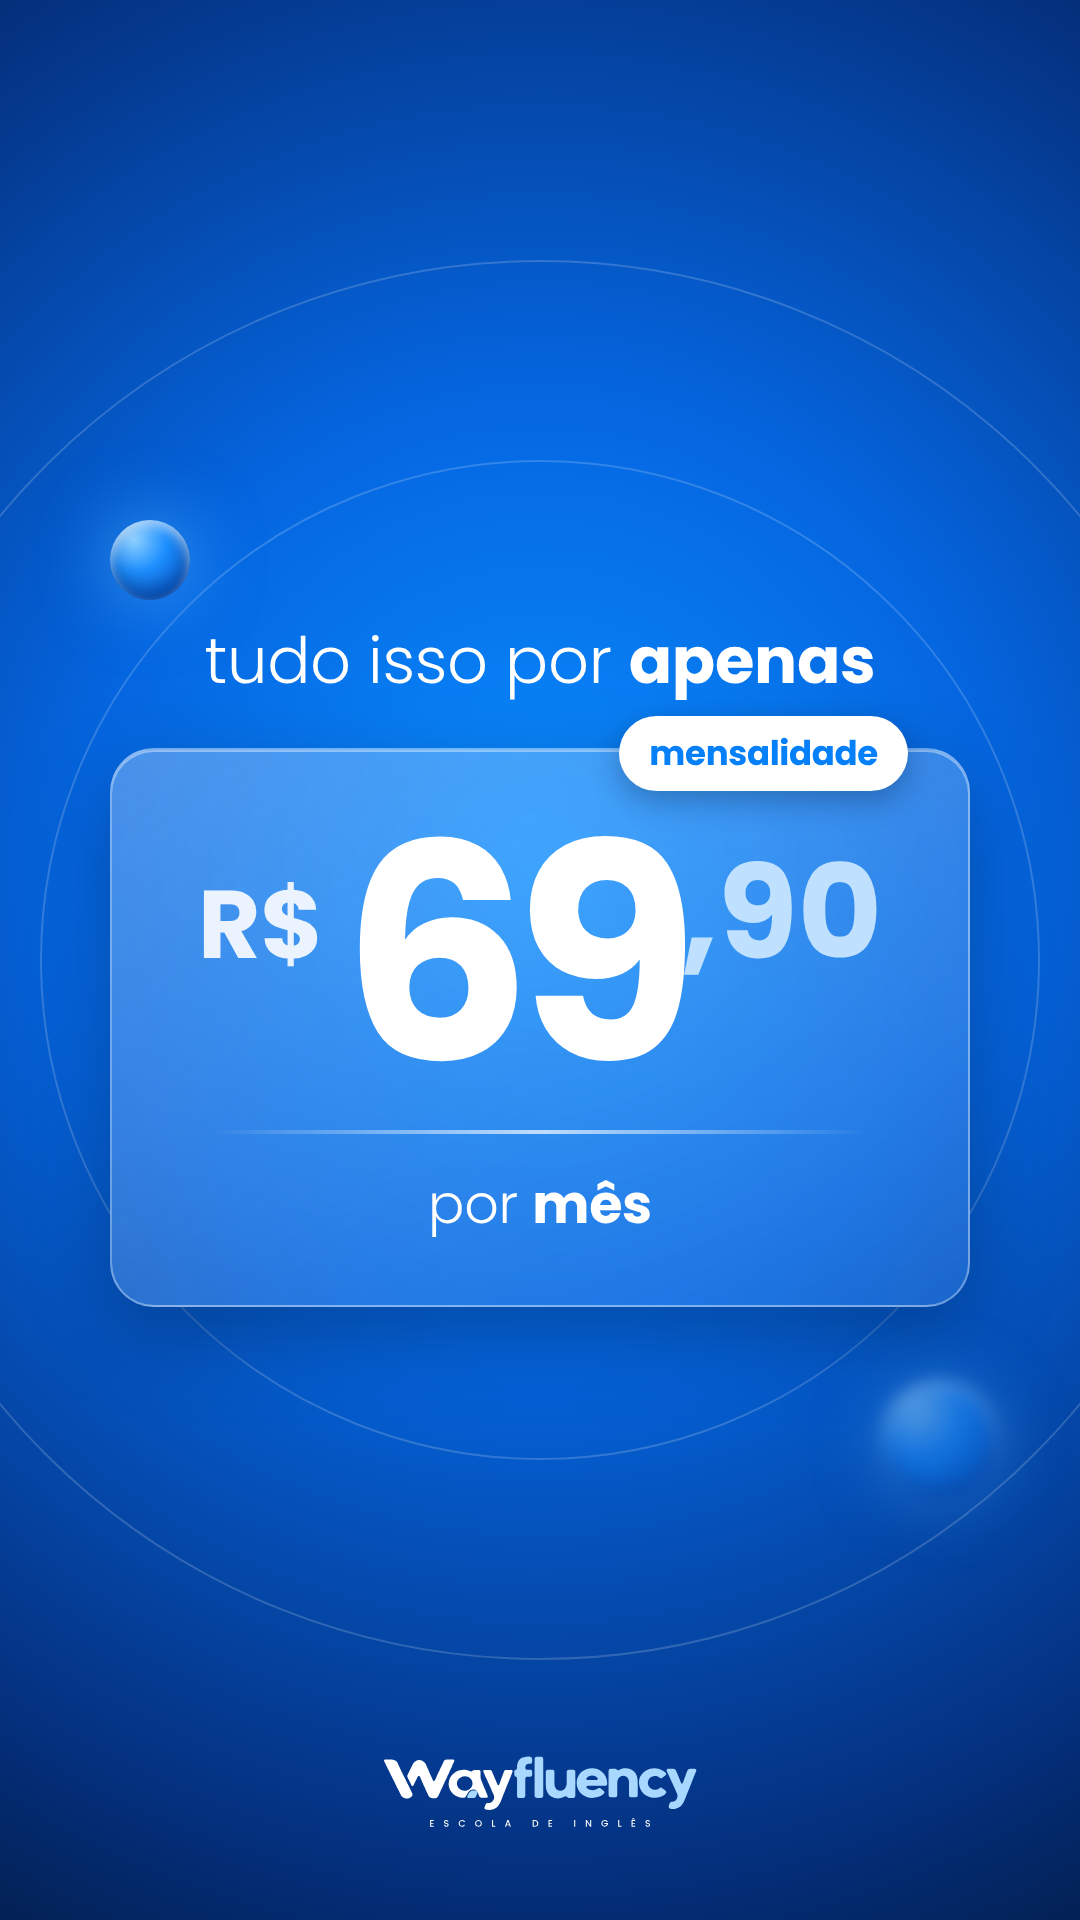 tudo isso por apenas
mensalidade
R$ 69,90
por mês
Wayfluency
ESCOLA DE INGLÊS